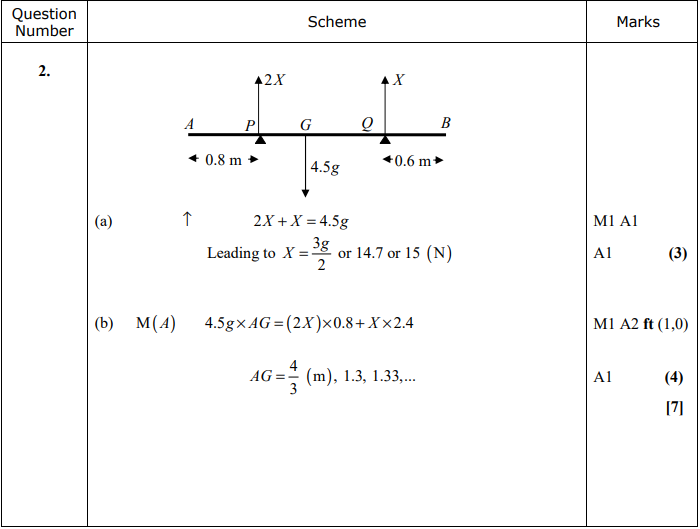 Question Number Scheme Marks
2.
2X X
A P G Q B
0.8 m 4.5g 0.6 m
(a) ↑ 2X + X = 4.5g M1 A1
Leading to X = 3g/2 or 14.7 or 15 (N) A1 (3)
(b) M(A) 4.5g × AG = (2X) × 0.8 + X × 2.4 M1 A2 ft (1,0)
AG = 4/3 (m), 1.3, 1.33,... A1 (4)
[7]